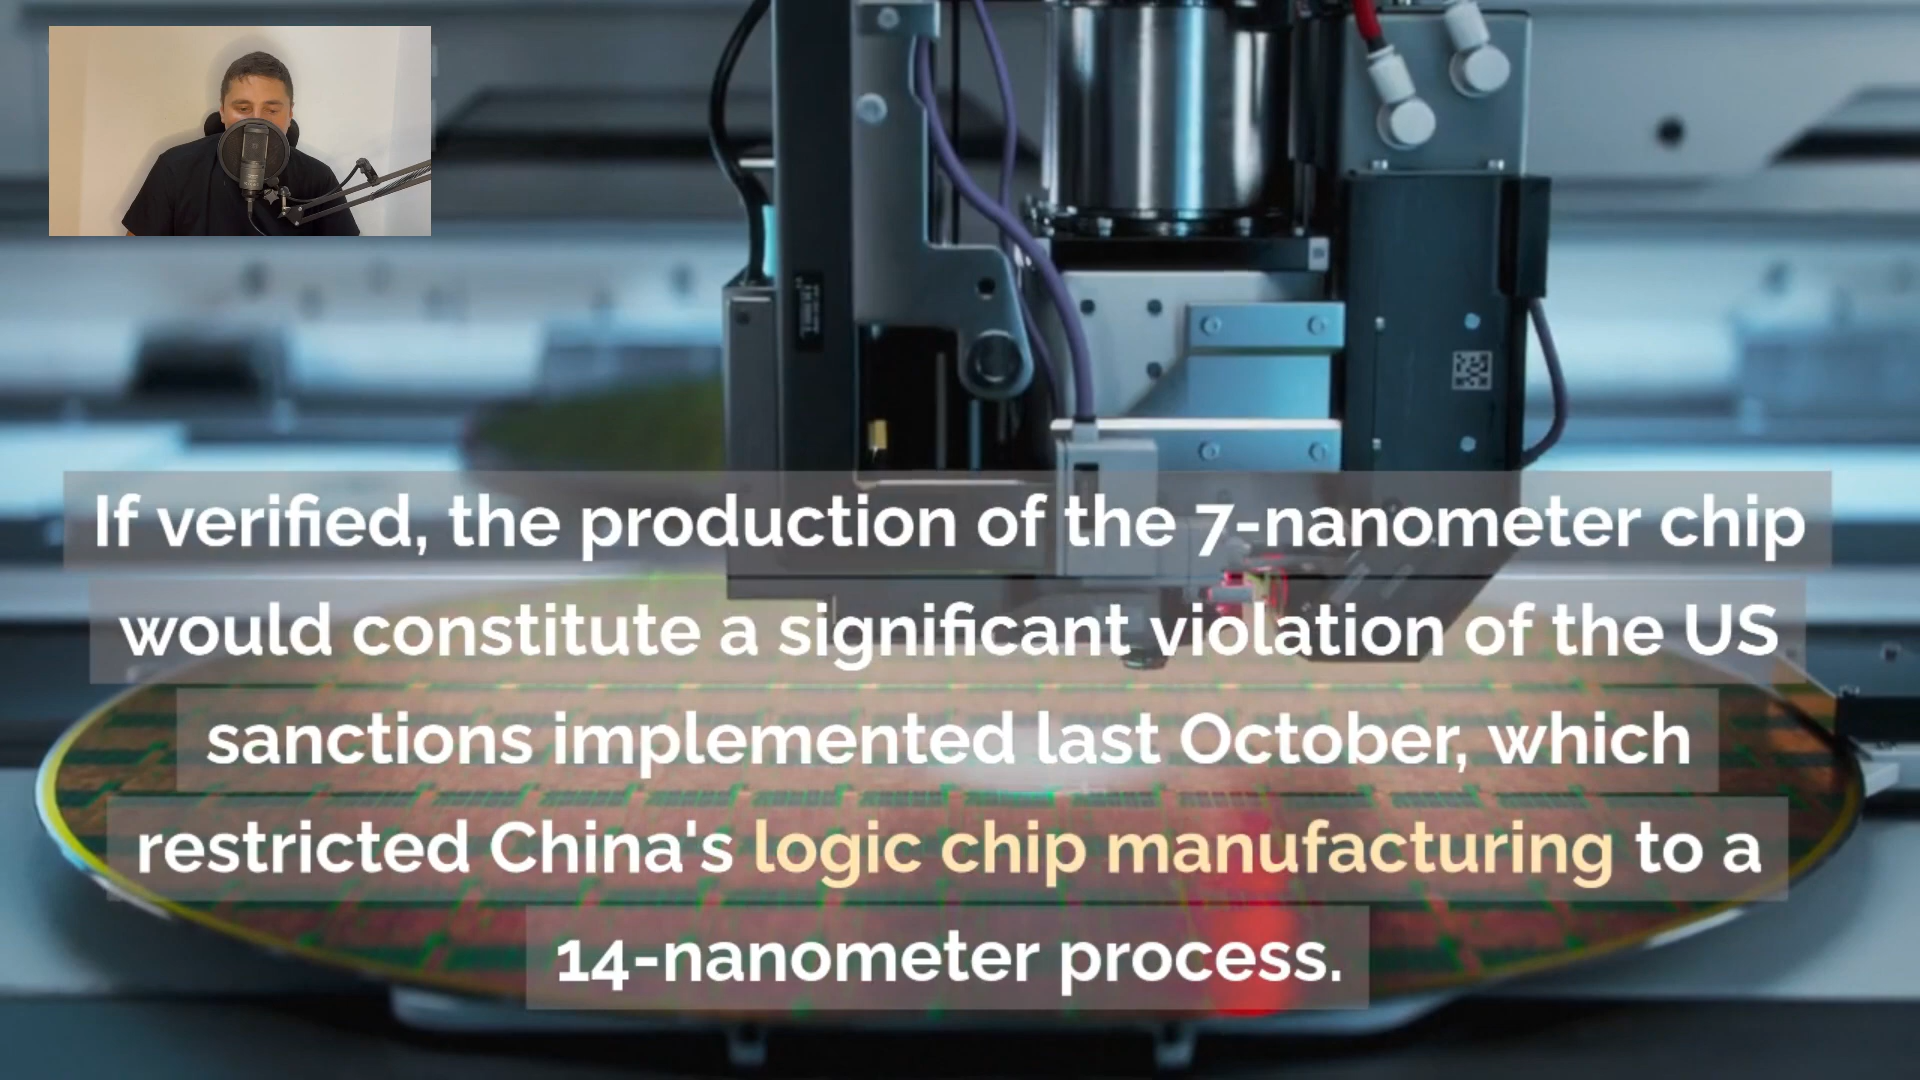 If verified, the production of the 7-nanometer chip
would constitute a significant violation of the US
sanctions implemented last October, which
restricted China's logic chip manufacturing to a
14-nanometer process.